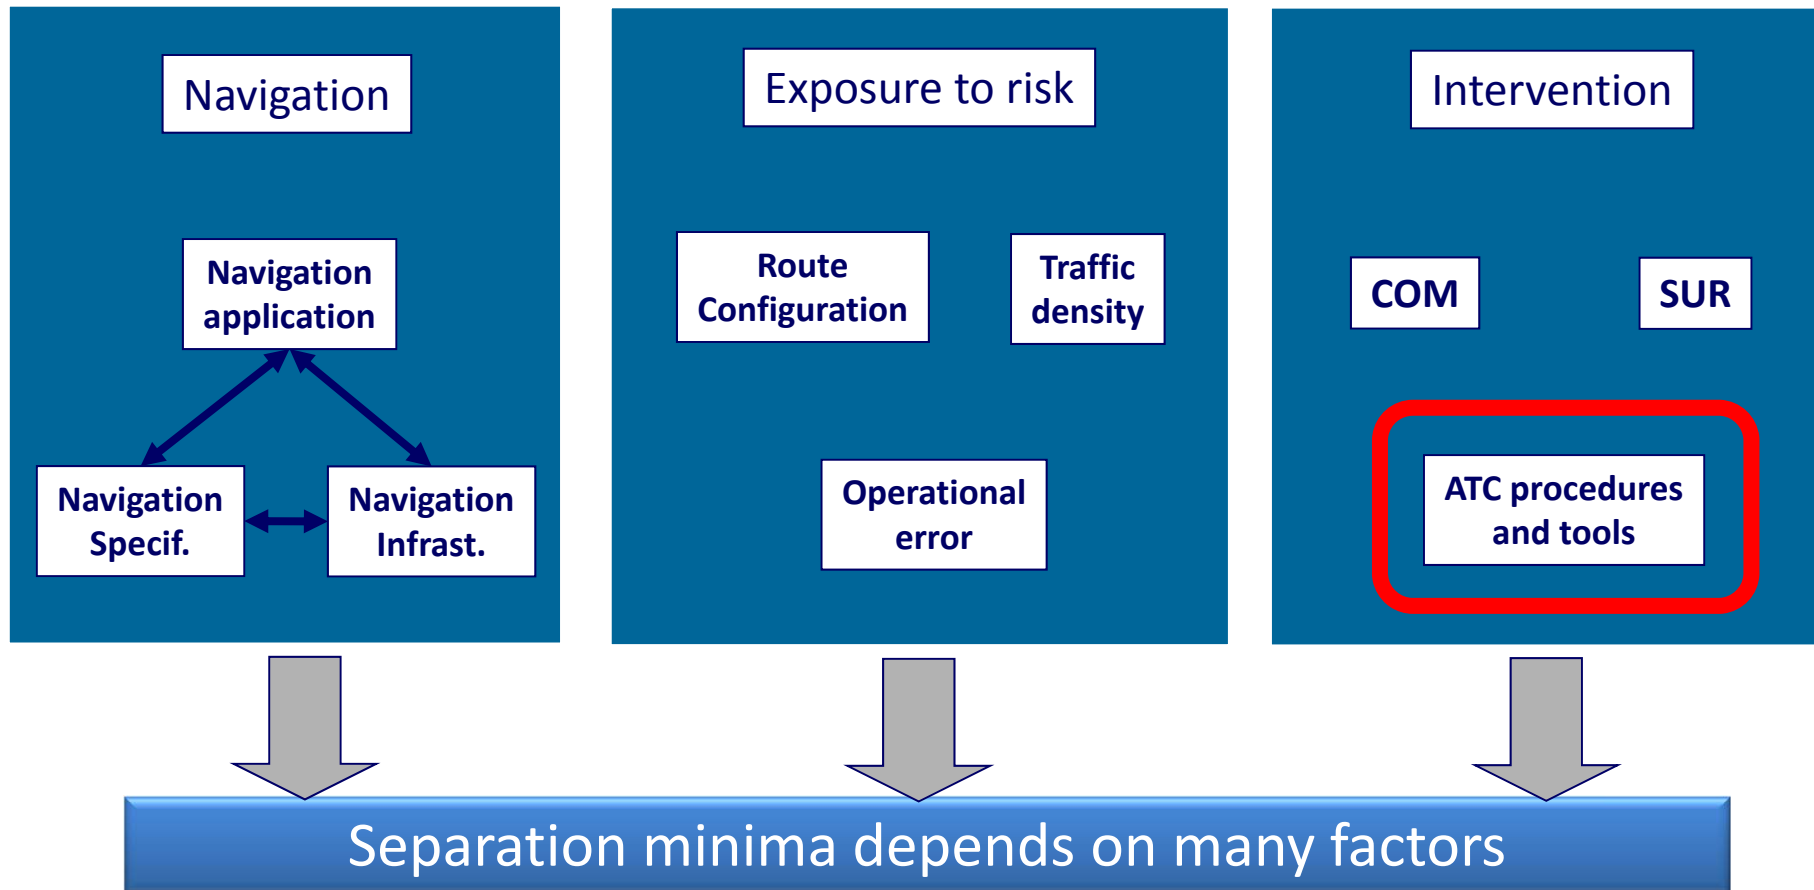 Navigation
Navigation
application
Navigation
Specif.
Navigation
Infrast.
Exposure to risk
Route
Configuration
Traffic
density
Operational
error
Intervention
COM
SUR
ATC procedures
and tools
Separation minima depends on many factors